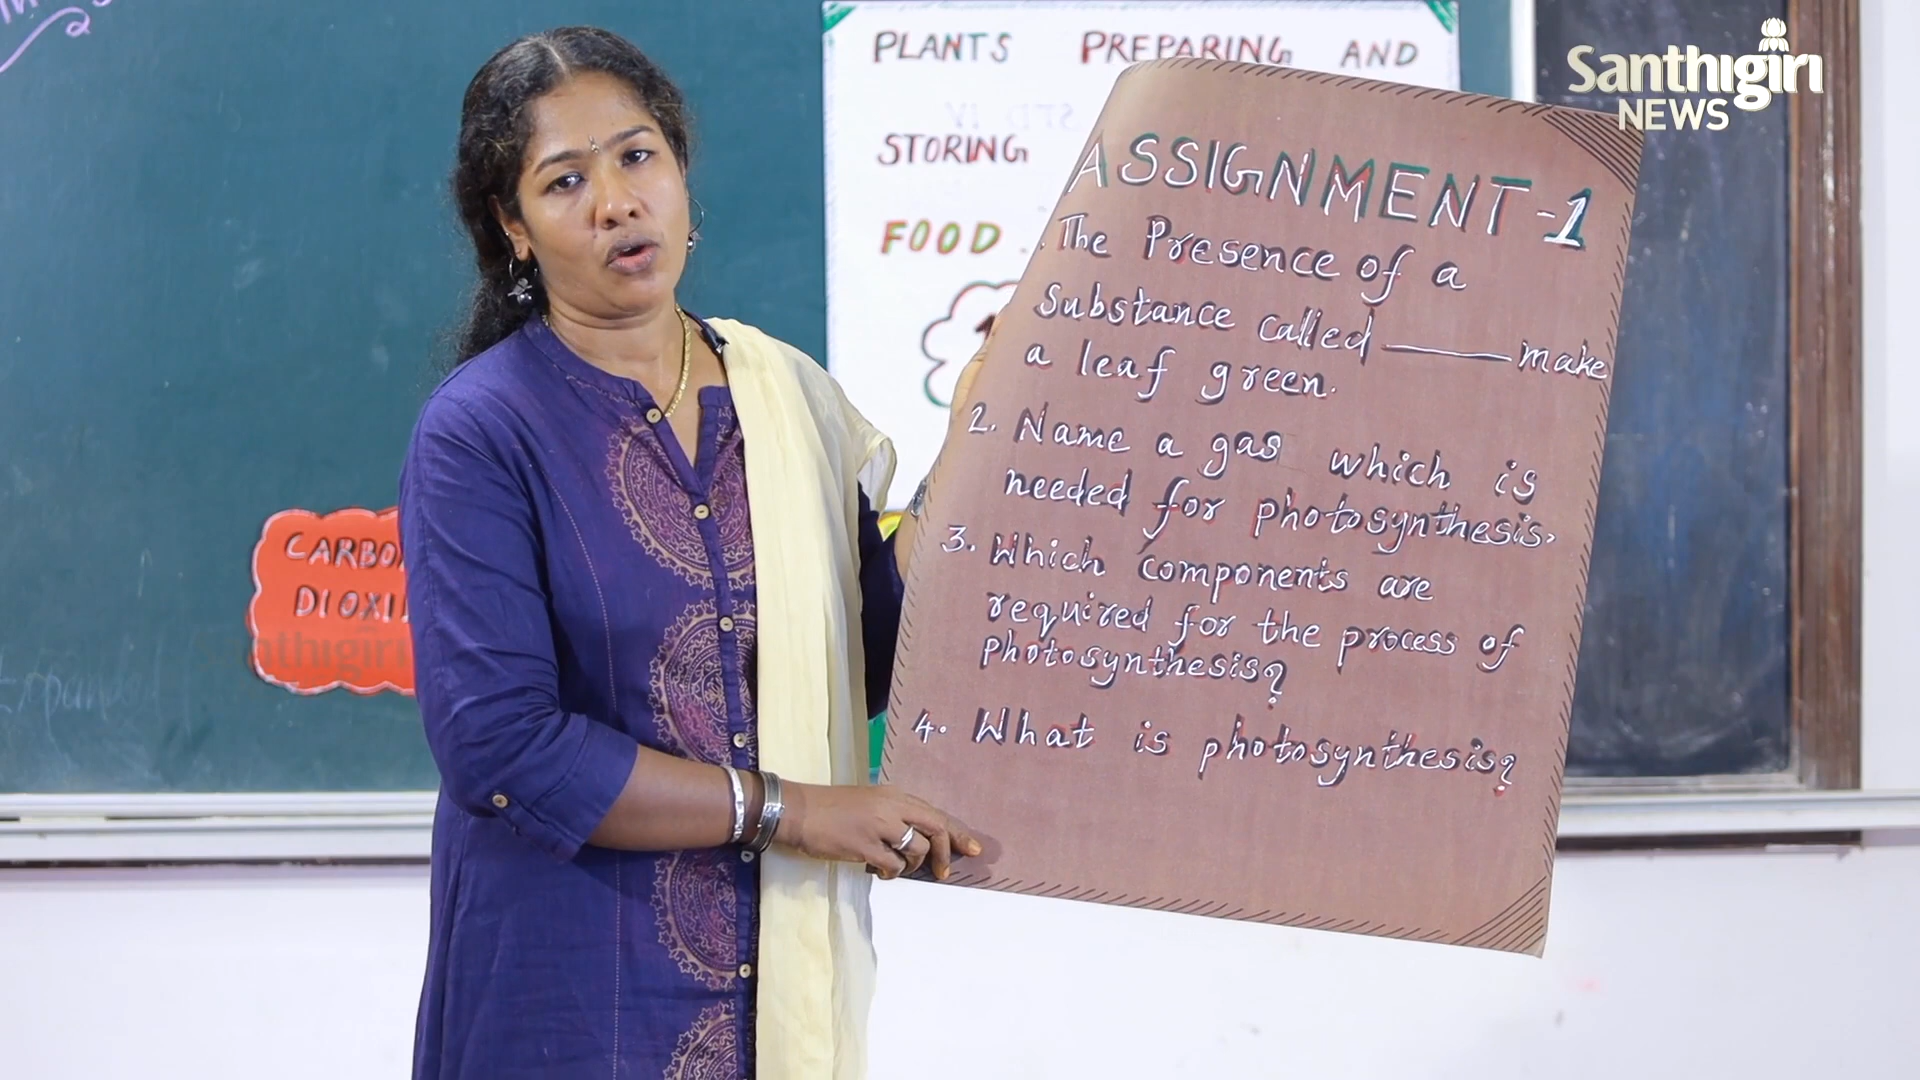 PLANTS PREPARING AND
STORING
FOOD
ASSIGNMENT-1
The Presence of a
Substance called ______ make
a leaf green.
2. Name a gas which is
needed for photosynthesis.
3. Which components are
required for the process of
photosynthesis?
4. What is photosynthesis?
CARBO
DIOXI
Santhigiri
NEWS
Santhigiri